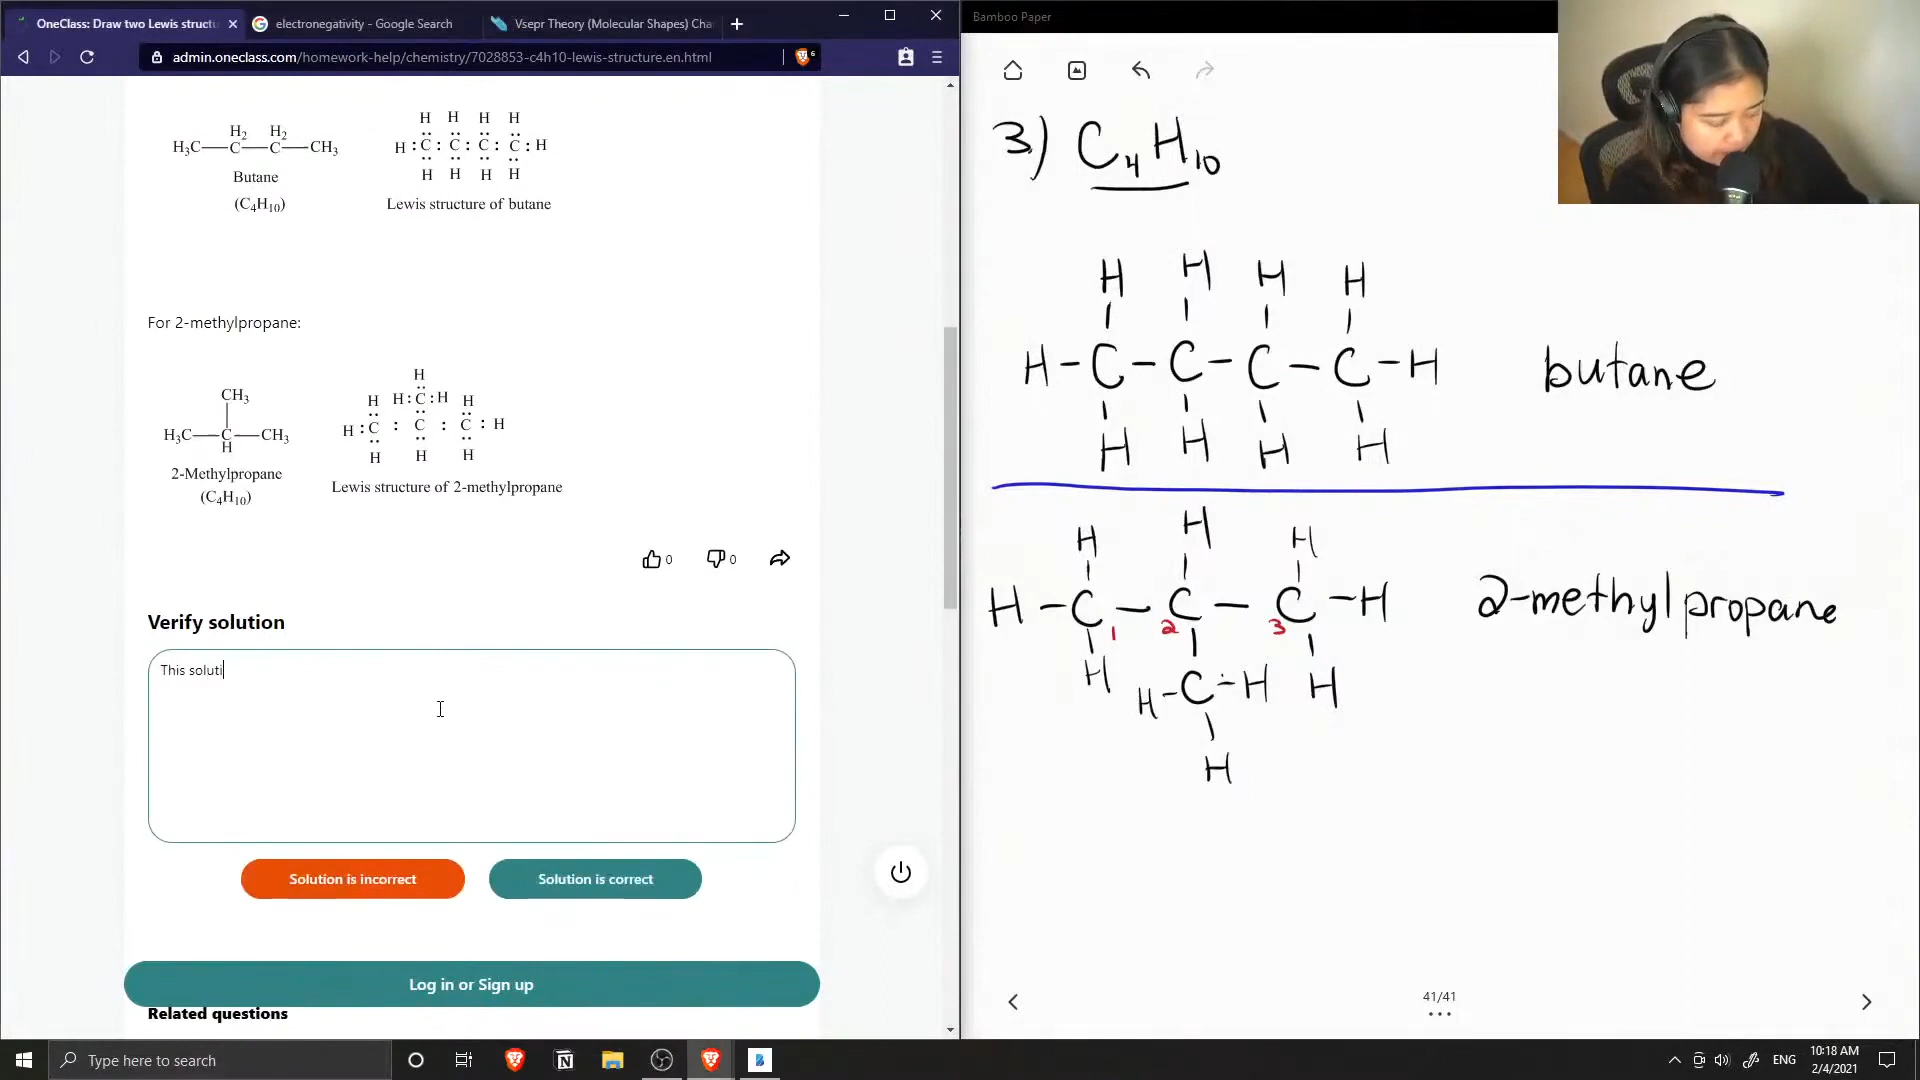 OneClass: Draw two Lewis structu
electronegativity - Google Search
Vsepr Theory (Molecular Shapes) Cha
admin.oneclass.com/homework-help/chemistry/7028853-c4h10-lewis-structure.en.html
6
H₃C—C—C—CH₃
H₂ H₂
Butane
(C₄H₁₀)
H H H H
H :C: C : C : C : H
H H H H
Lewis structure of butane
For 2-methylpropane:
CH₃
H₃C—C—CH₃
H
2-Methylpropane
(C₄H₁₀)
H
H H:C:H H
H :C : C : C : H
H H H
Lewis structure of 2-methylpropane
0
0
Verify solution
This soluti
Solution is incorrect
Solution is correct
Log in or Sign up
Related questions
Bamboo Paper
3) C₄H₁₀
H H H H
H-C-C-C-C-H
H H H H
butane
H H H
H-C-C-C-H
1 2 3
H H-C-H H
H
2-methylpropane
41/41
Type here to search
ENG
10:18 AM
2/4/2021